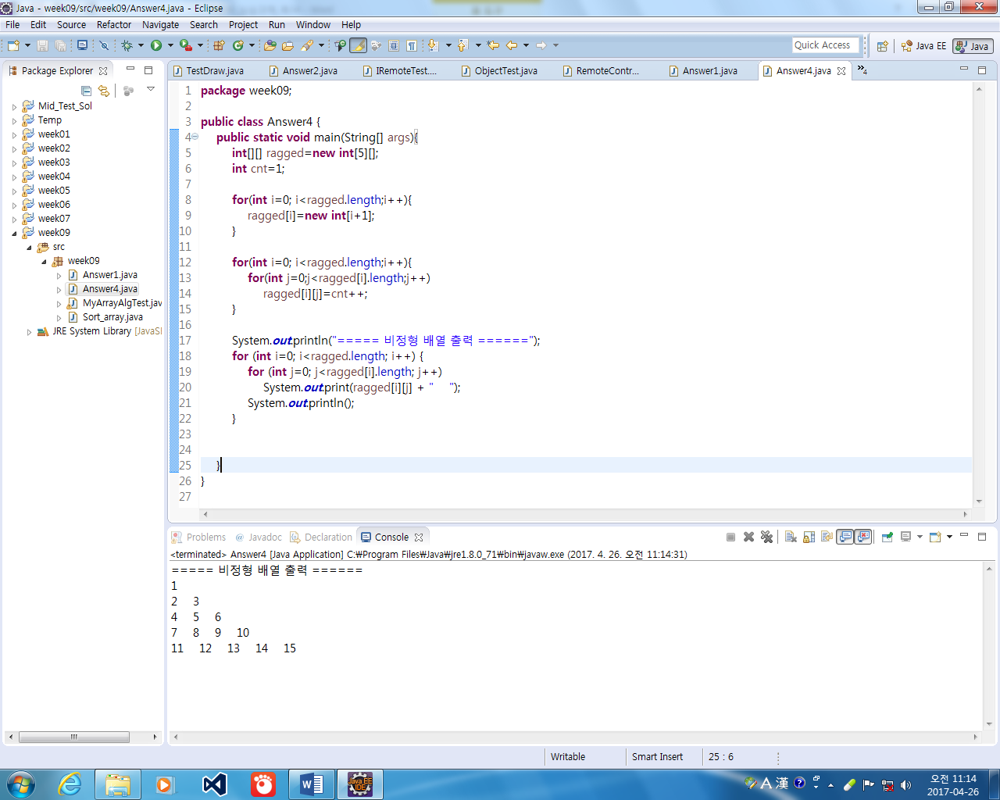 Java - week09/src/week09/Answer4.java - Eclipse
File Edit Source Refactor Navigate Search Project Run Window Help
Quick Access Java EE Java
Package Explorer
TestDraw.java Answer2.java IRemoteTest.... ObjectTest.java RemoteContr... Answer1.java Answer4.java 4
Mid_Test_Sol
Temp
week01
week02
week03
week04
week05
week06
week07
week09
src
week09
Answer1.java
Answer4.java
MyArrayAlgTest.jav
Sort_array.java
JRE System Library [JavaSI
1 package week09;
2
3 public class Answer4 {
4 public static void main(String[] args){
5 int[][] ragged=new int[5][];
6 int cnt=1;
7
8 for(int i=0; i<ragged.length;i++){
9 ragged[i]=new int[i+1];
10 }
11
12 for(int i=0; i<ragged.length;i++){
13 for(int j=0;j<ragged[i].length;j++)
14 ragged[i][j]=cnt++;
15 }
16
17 System.out.println("===== 비정형 배열 출력 ======");
18 for (int i=0; i<ragged.length; i++) {
19 for (int j=0; j<ragged[i].length; j++)
20 System.out.print(ragged[i][j] + "    ");
21 System.out.println();
22 }
23
24
25 }
26 }
27
Problems @ Javadoc Declaration Console
<terminated> Answer4 [Java Application] C:₩Program Files₩Java₩jre1.8.0_71₩bin₩javaw.exe (2017. 4. 26. 오전 11:14:31)
===== 비정형 배열 출력 ======
1
2 3
4 5 6
7 8 9 10
11 12 13 14 15
Writable Smart Insert 25 : 6
Java EE IDE
A 漢
오전 11:14
2017-04-26